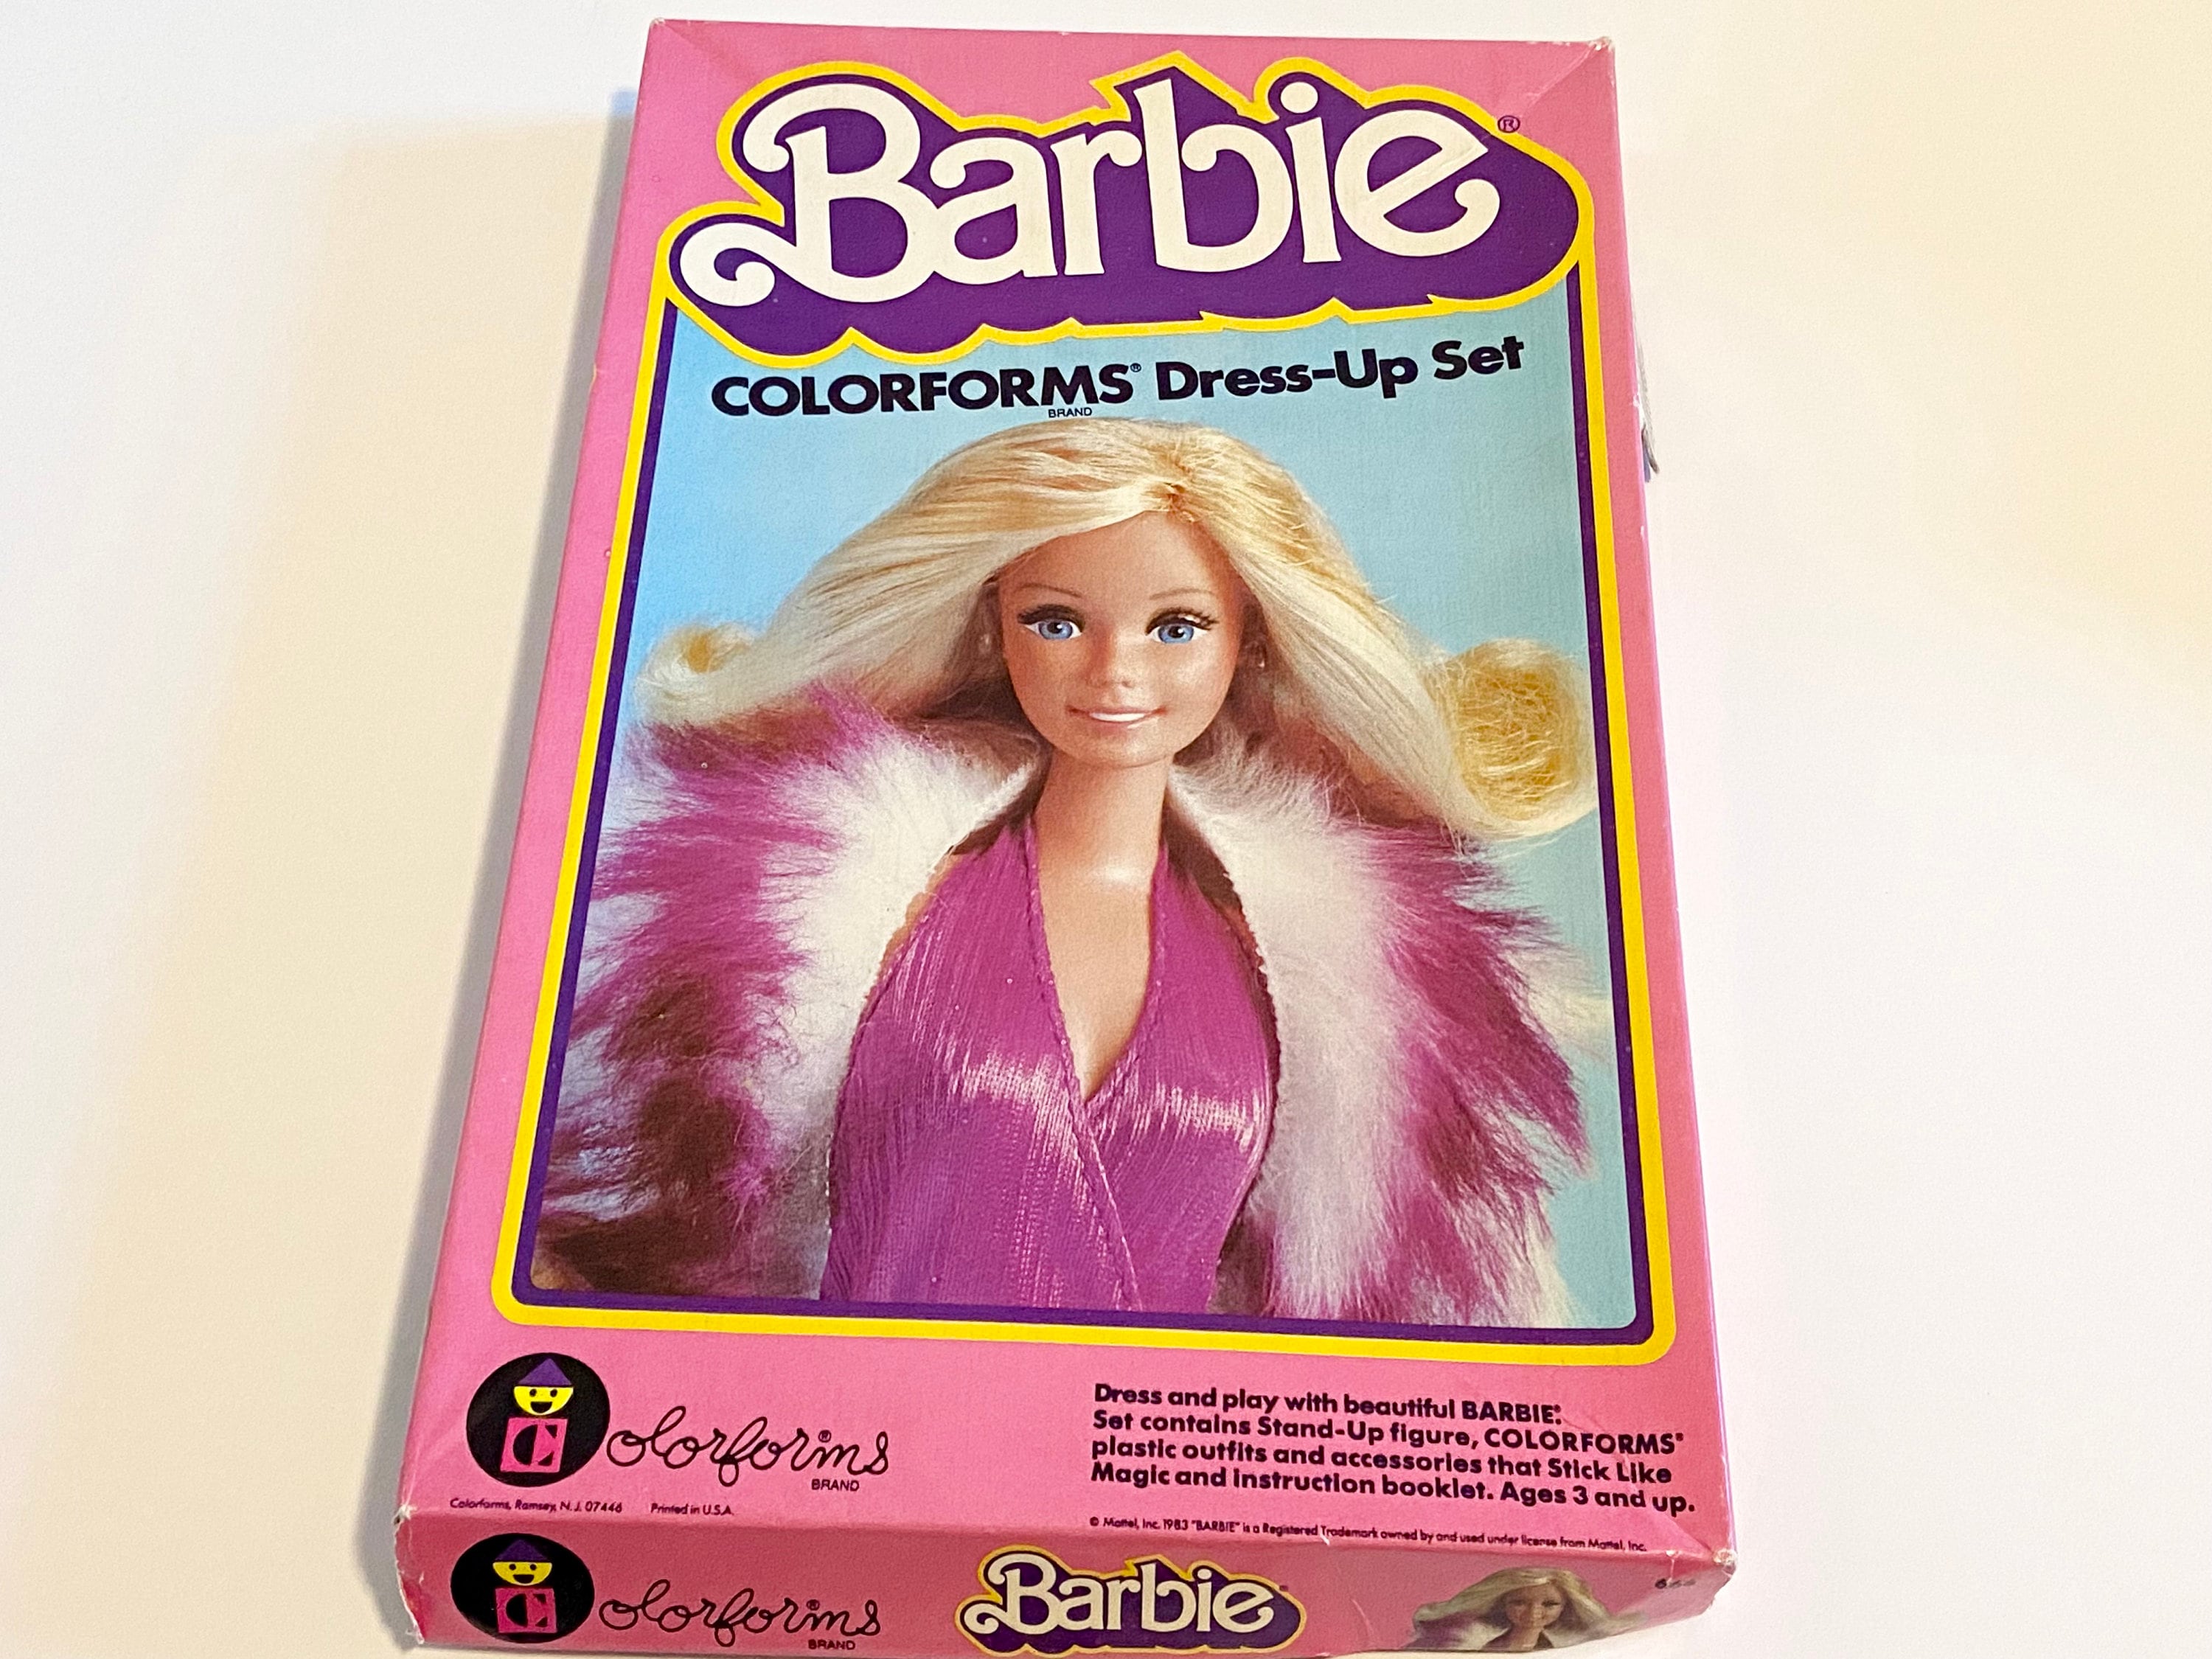 Barbie®
COLORFORMS® Dress-Up Set
BRAND
Colorforms®
BRAND
Colorforms, Ramsey, N.J. 07446 Printed in U.S.A.
Dress and play with beautiful BARBIE®.
Set contains Stand-Up figure, COLORFORMS®
plastic outfits and accessories that Stick Like
Magic and Instruction booklet. Ages 3 and up.
© Mattel, Inc. 1983 "BARBIE" is a Registered Trademark owned by and used under license from Mattel, Inc.
Colorforms®
BRAND
Barbie